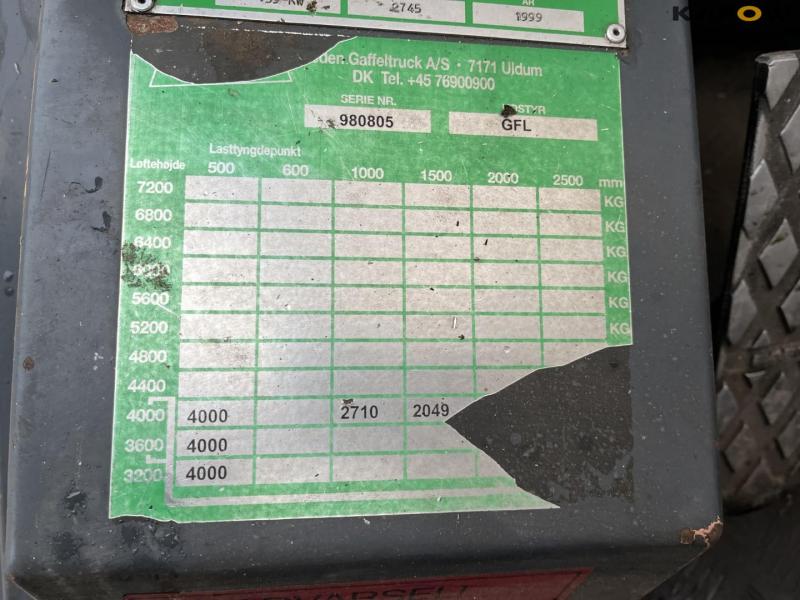 2745
1999
Gaffeltruck A/S · 7171 Uldum
DK Tel. +45 76900900
SERIE NR.
980805
GFL
Lasttyngdepunkt
Løftehøjde 500 600 1000 1500 2000 2500 mm
7200 KG
6800 KG
6400 KG
6000 KG
5600 KG
5200 KG
4800
4400
4000 4000 2710 2049
3600 4000
3200 4000